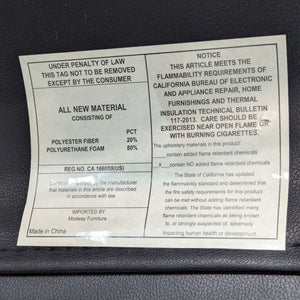 UNDER PENALTY OF LAW
THIS TAG NOT TO BE REMOVED
EXCEPT BY THE CONSUMER
ALL NEW MATERIAL
CONSISTING OF
PCT
POLYESTER FIBER 20%
POLYURETHANE FOAM 80%
REG.NO. CA 166059(US)
Certification is made by the manufacturer
that materials in this article are described
in accordance with law.
IMPORTED BY
Modway Furniture
Made in China
NOTICE
THIS ARTICLE MEETS THE
FLAMMABILITY REQUIREMENTS OF
CALIFORNIA BUREAU OF ELECTRONIC
AND APPLIANCE REPAIR, HOME
FURNISHINGS AND THERMAL
INSULATION TECHNICAL BULLETIN
117-2013. CARE SHOULD BE
EXERCISED NEAR OPEN FLAME OR
WITH BURNING CIGARETTES.
The upholstery materials in this product:
contain added flame retardant chemicals
X contain NO added flame retardant chemicals
The State of California has updated
the flammability standard and determined that
the fire safety requirements for this product
can be met without adding flame retardant
chemicals. The State has identified many
flame retardant chemicals as being known
to, or strongly suspected of, adversely
impacting human health or development.